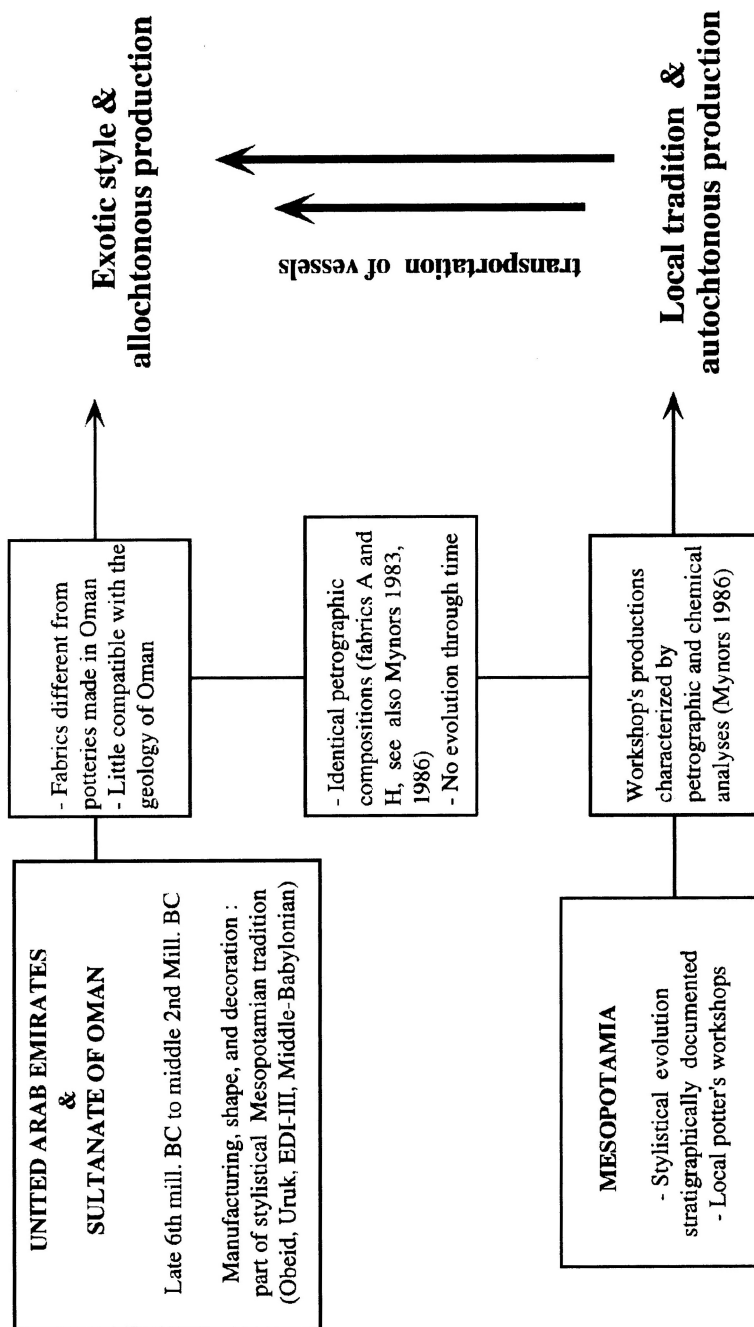 UNITED ARAB EMIRATES
&
SULTANATE OF OMAN
Late 6th mill. BC to middle 2nd Mill. BC
Manufacturing, shape, and decoration :
part of stylistical Mesopotamian tradition
(Obeid, Uruk, EDI-III, Middle-Babylonian)
- Fabrics different from
potteries made in Oman
- Little compatible with the
geology of Oman
Exotic style &
allochtonous production
- Identical petrographic
compositions (fabrics A and
H, see also Mynors 1983,
1986)
- No evolution through time
transportation of vessels
MESOPOTAMIA
- Stylistical evolution
stratigraphically documented
- Local potter's workshops
Workshop's productions
characterized by
petrographic and chemical
analyses (Mynors 1986)
Local tradition &
autochtonous production